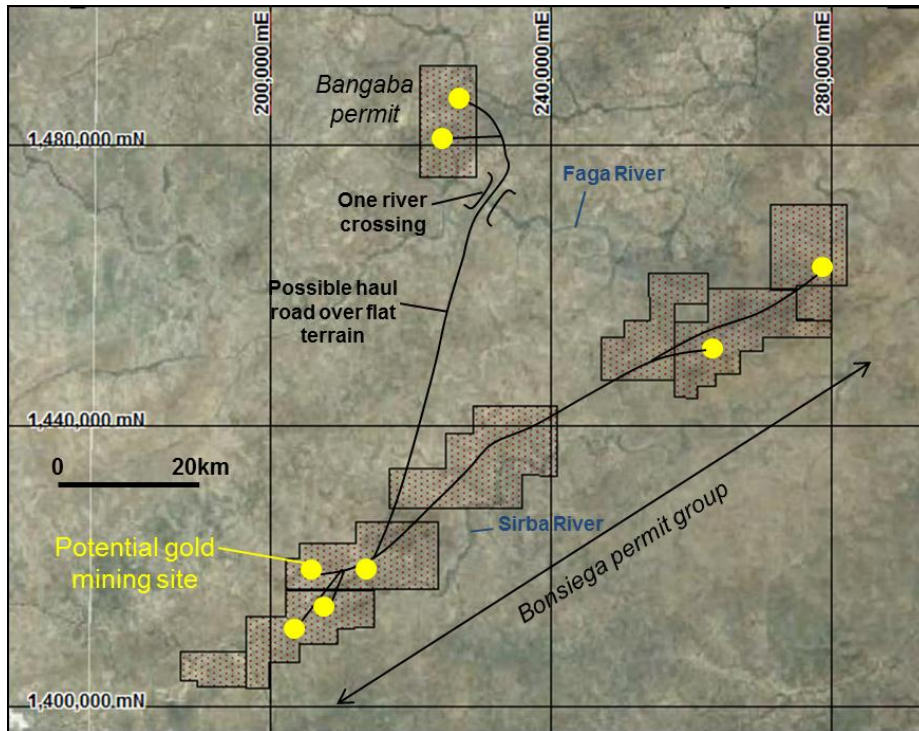 200,000 mE
240,000 mE
280,000 mE
Bangaba
permit
1,480,000 mN
One river
crossing
Faga River
Possible haul
road over flat
terrain
1,440,000 mN
0 20km
Sirba River
Bonsiega permit group
Potential gold
mining site
1,400,000 mN